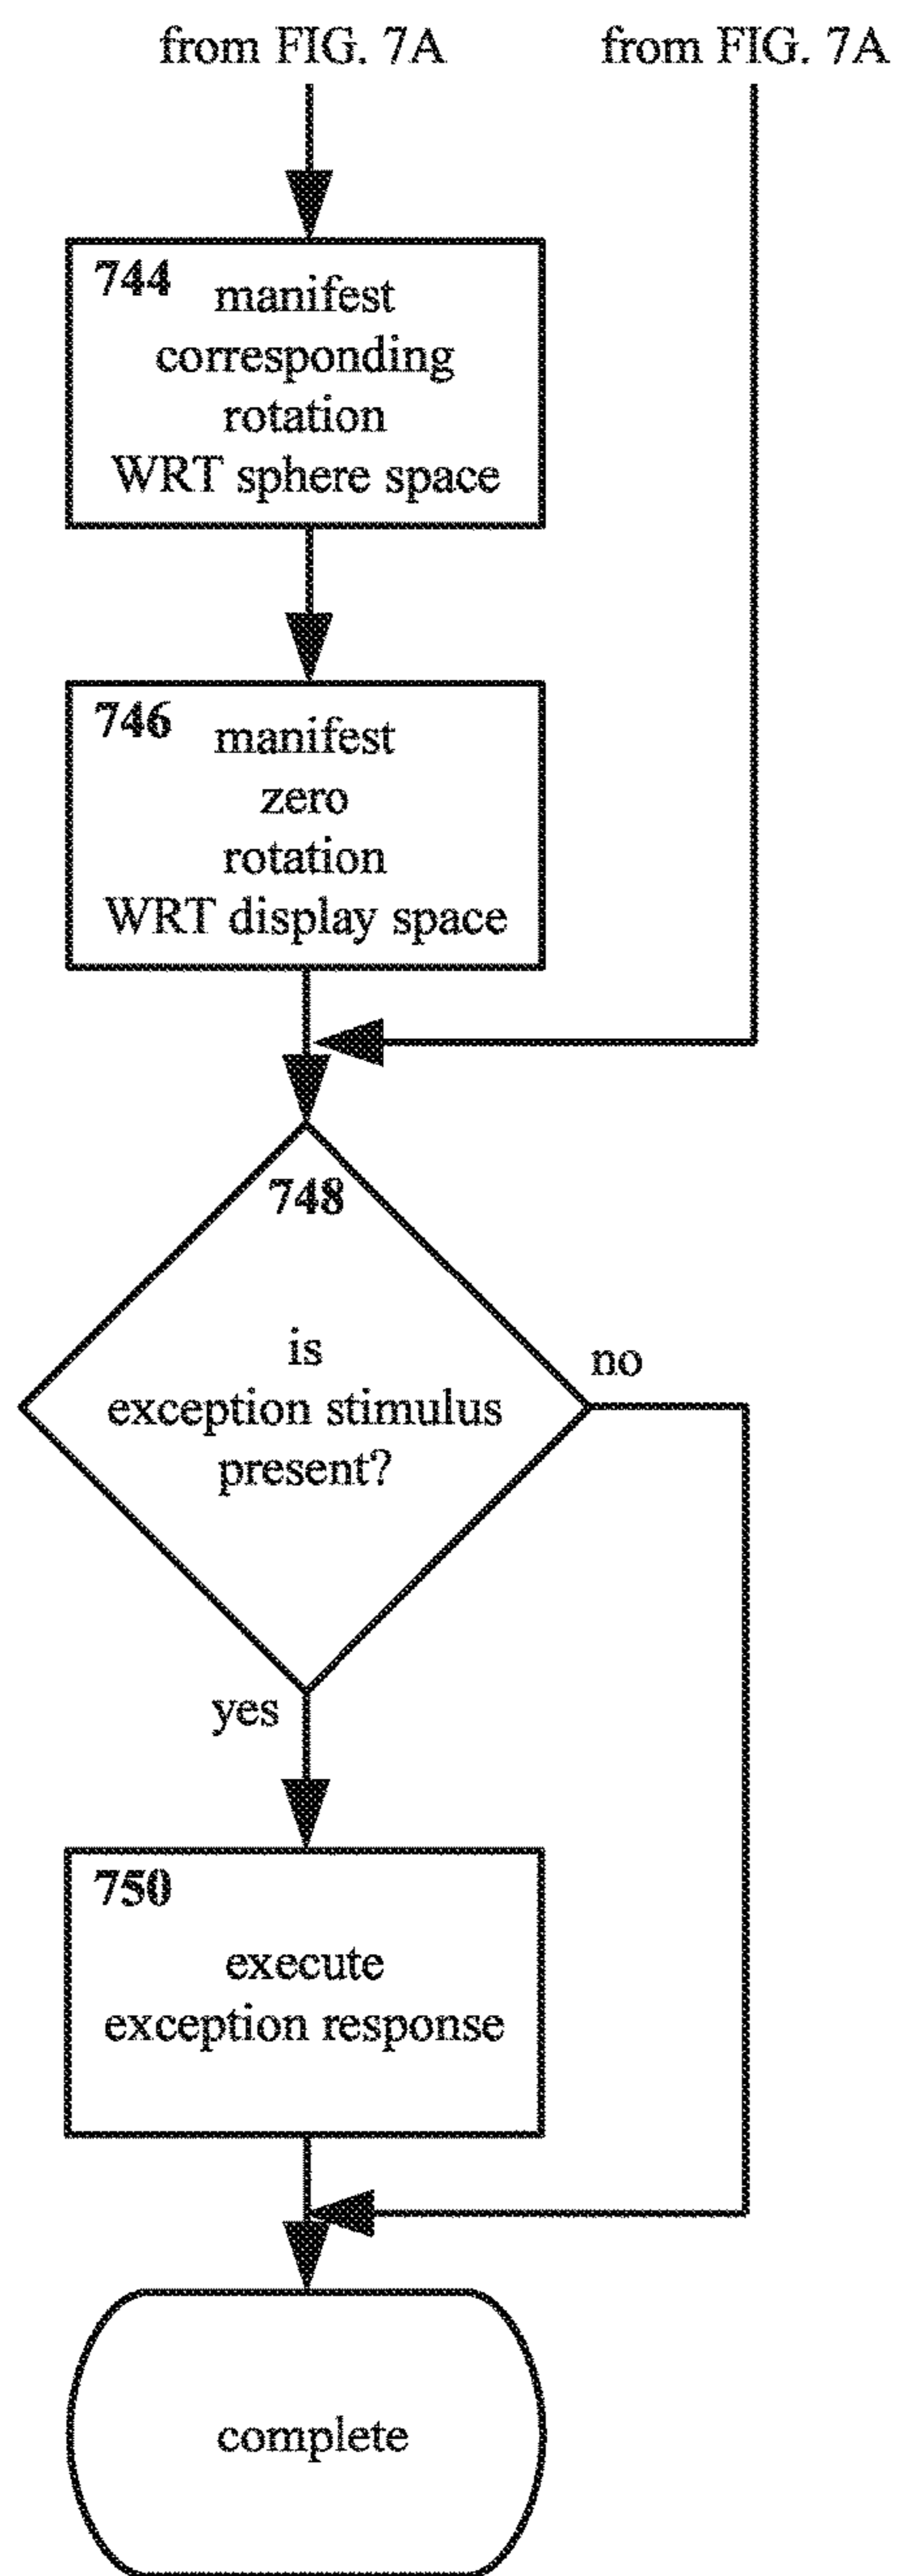 from FIG. 7A from FIG. 7A
744 manifest
corresponding
rotation
WRT sphere space
746 manifest
zero
rotation
WRT display space
748
is
exception stimulus
present?
no
yes
750
execute
exception response
complete